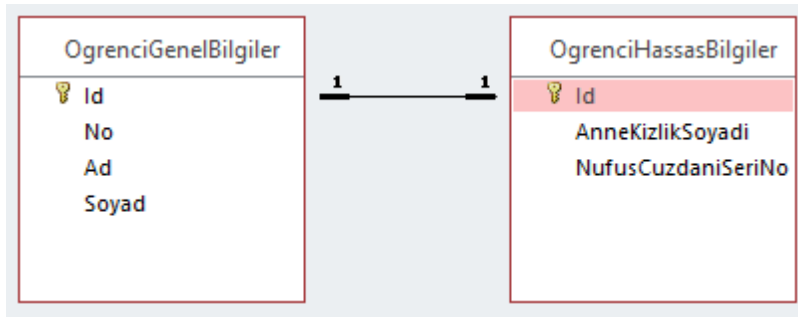 OgrenciGenelBilgiler
Id
No
Ad
Soyad
1 1
OgrenciHassasBilgiler
Id
AnneKizlikSoyadi
NufusCuzdaniSeriNo